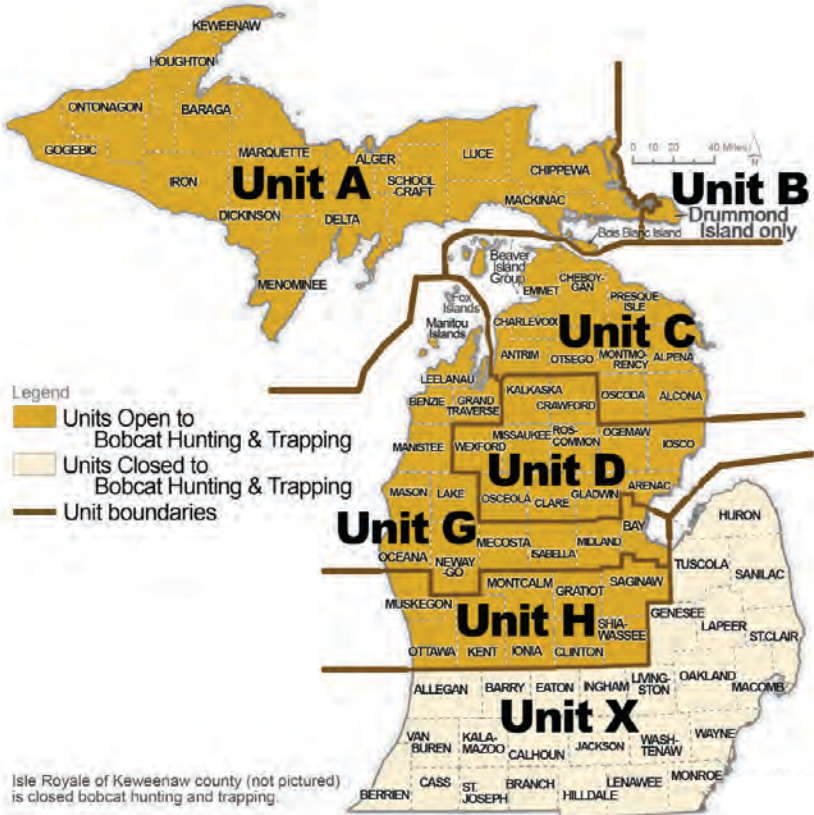 KEWEENAW
HOUGHTON
ONTONAGON
BARAGA
GOGEBIC
MARQUETTE
ALGER
LUCE
CHIPPEWA
IRON
Unit A
SCHOOL
-CRAFT
MACKINAC
DICKINSON
DELTA
MENOMINEE
0 10 20 40 Miles
N
Unit B
Drummond
Island only
Bois Blanc Island
Beaver
Island
Group
Fox
Islands
Manitou
Islands
EMMET
CHEBOY-
GAN
PRESQUE
ISLE
CHARLEVOIX
Unit C
ANTRIM
OTSEGO
MONTMO-
RENCY
ALPENA
LEELANAU
BENZIE
GRAND
TRAVERSE
KALKASKA
CRAWFORD
OSCODA
ALCONA
MANISTEE
WEXFORD
MISSAUKEE
ROS-
COMMON
OGEMAW
IOSCO
Unit D
MASON
LAKE
OSCEOLA
CLARE
GLADWIN
ARENAC
Unit G
BAY
HURON
OCEANA
NEWAY
-GO
MECOSTA
ISABELLA
MIDLAND
TUSCOLA
SANILAC
MUSKEGON
MONTCALM
GRATIOT
SAGINAW
Unit H
SHIA-
WASSEE
GENESEE
LAPEER
ST.CLAIR
OTTAWA
KENT
IONIA
CLINTON
ALLEGAN
BARRY
EATON
INGHAM
LIVING-
STON
OAKLAND
MACOMB
Unit X
VAN
BUREN
KALA-
MAZOO
CALHOUN
JACKSON
WASH-
TENAW
WAYNE
BERRIEN
CASS
ST.
JOSEPH
BRANCH
HILLDALE
LENAWEE
MONROE
Legend
Units Open to
Bobcat Hunting & Trapping
Units Closed to
Bobcat Hunting & Trapping
Unit boundaries
Isle Royale of Keweenaw county (not pictured)
is closed bobcat hunting and trapping.